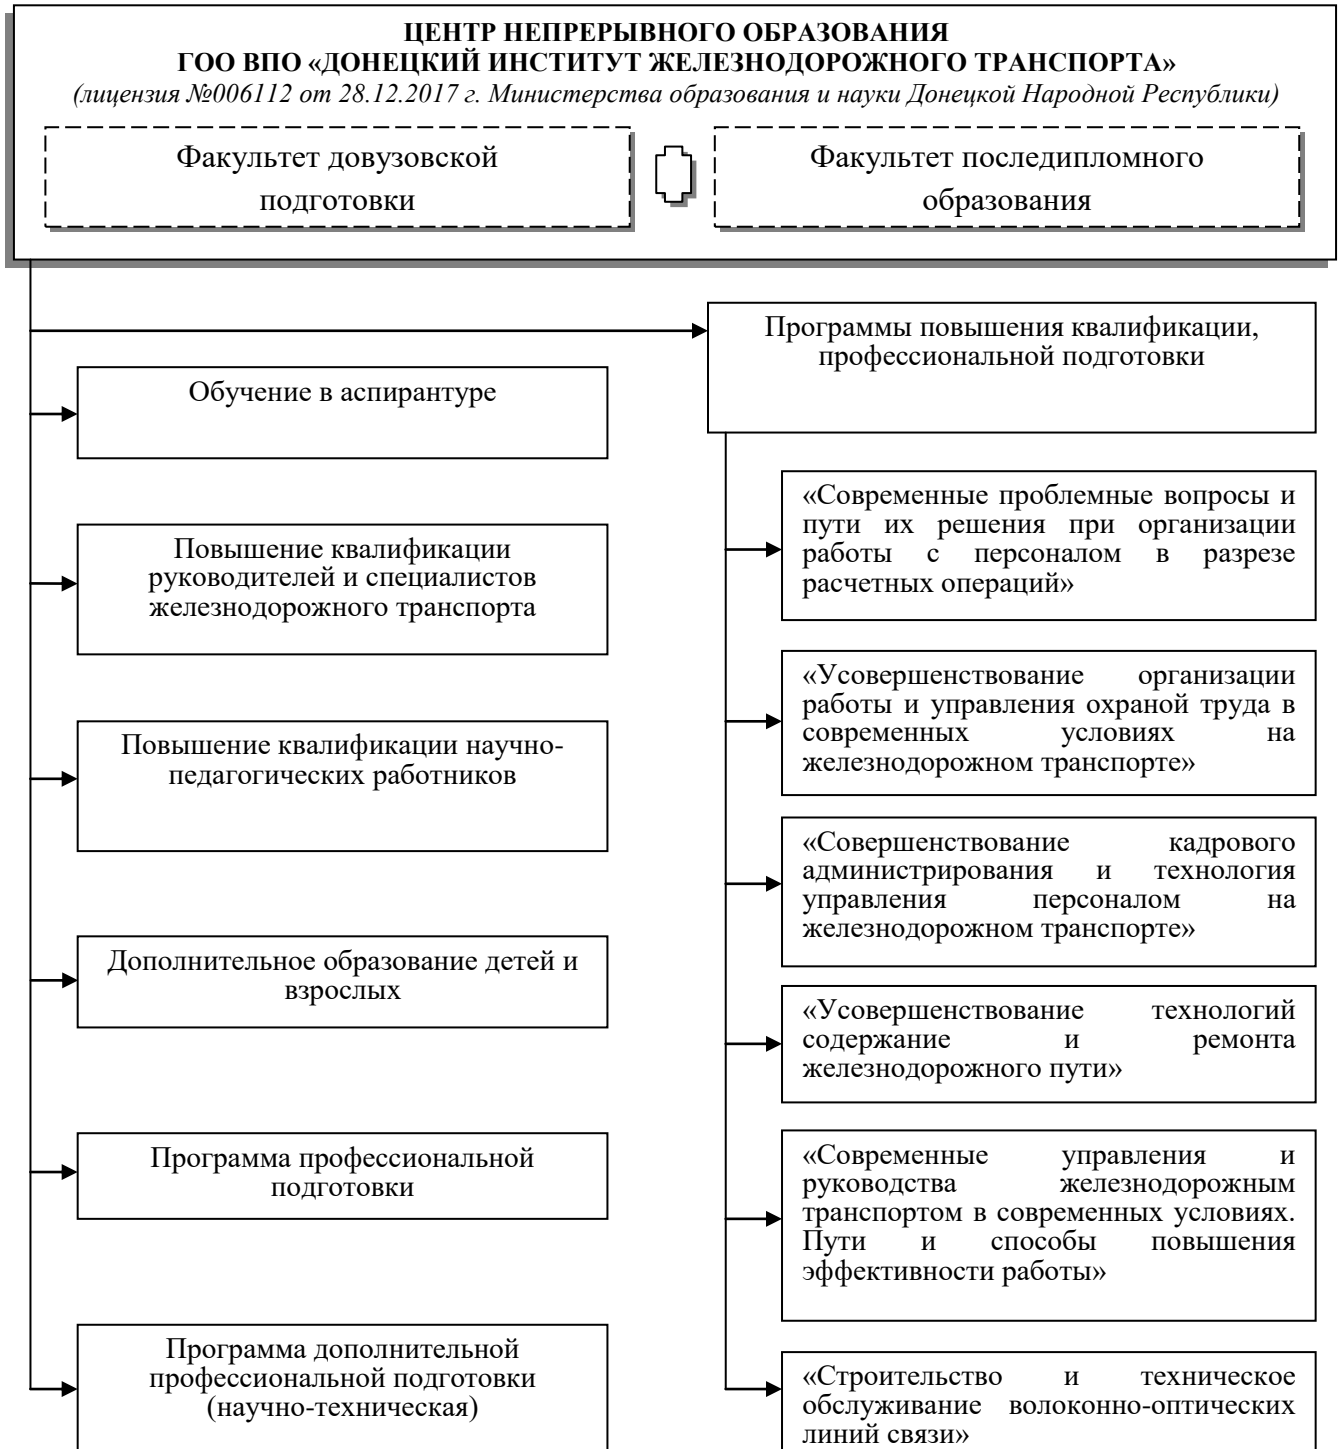 ЦЕНТР НЕПРЕРЫВНОГО ОБРАЗОВАНИЯ
ГОО ВПО «ДОНЕЦКИЙ ИНСТИТУТ ЖЕЛЕЗНОДОРОЖНОГО ТРАНСПОРТА»
(лицензия №006112 от 28.12.2017 г. Министерства образования и науки Донецкой Народной Республики)
Факультет довузовской
подготовки
Факультет последипломного
образования
Обучение в аспирантуре
Повышение квалификации
руководителей и специалистов
железнодорожного транспорта
Повышение квалификации научно-
педагогических работников
Дополнительное образование детей и
взрослых
Программа профессиональной
подготовки
Программа дополнительной
профессиональной подготовки
(научно-техническая)
Программы повышения квалификации,
профессиональной подготовки
«Современные проблемные вопросы и
пути их решения при организации
работы с персоналом в разрезе
расчетных операций»
«Усовершенствование организации
работы и управления охраной труда в
современных условиях на
железнодорожном транспорте»
«Совершенствование кадрового
администрирования и технология
управления персоналом на
железнодорожном транспорте»
«Усовершенствование технологий
содержание и ремонта
железнодорожного пути»
«Современные управления и
руководства железнодорожным
транспортом в современных условиях.
Пути и способы повышения
эффективности работы»
«Строительство и техническое
обслуживание волоконно-оптических
линий связи»